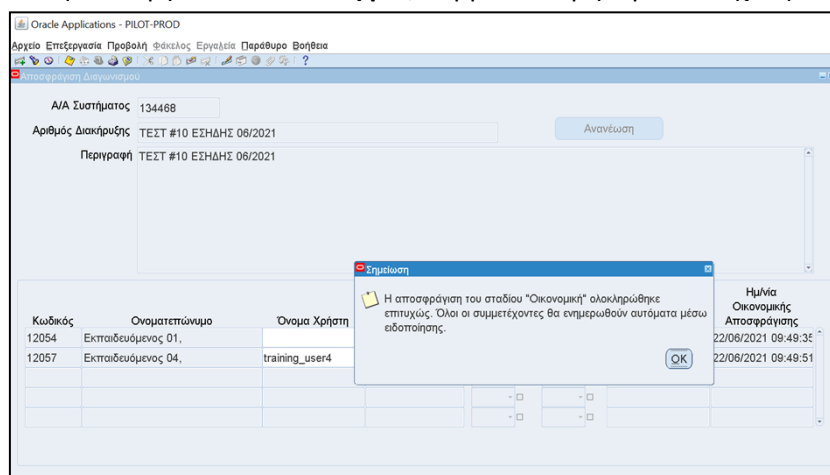 Oracle Applications - PILOT-PROD
Αρχείο Επεξεργασία Προβολή Φάκελος Εργαλεία Παράθυρο Βοήθεια
Αποσφράγιση Διαγωνισμού
Α/Α Συστήματος 134468
Αριθμός Διακήρυξης ΤΕΣΤ #10 ΕΣΗΔΗΣ 06/2021 Ανανέωση
Περιγραφή ΤΕΣΤ #10 ΕΣΗΔΗΣ 06/2021
Σημείωση
Η αποσφράγιση του σταδίου "Οικονομική" ολοκληρώθηκε
επιτυχώς. Όλοι οι συμμετέχοντες θα ενημερωθούν αυτόματα μέσω
ειδοποίησης.
OK
Ημ/νία
Οικονομικής
Κωδικός Ονοματεπώνυμο Όνομα Χρήστη Αποσφράγισης
12054 Εκπαιδευόμενος 01, 22/06/2021 09:49:35
12057 Εκπαιδευόμενος 04, training_user4 22/06/2021 09:49:51